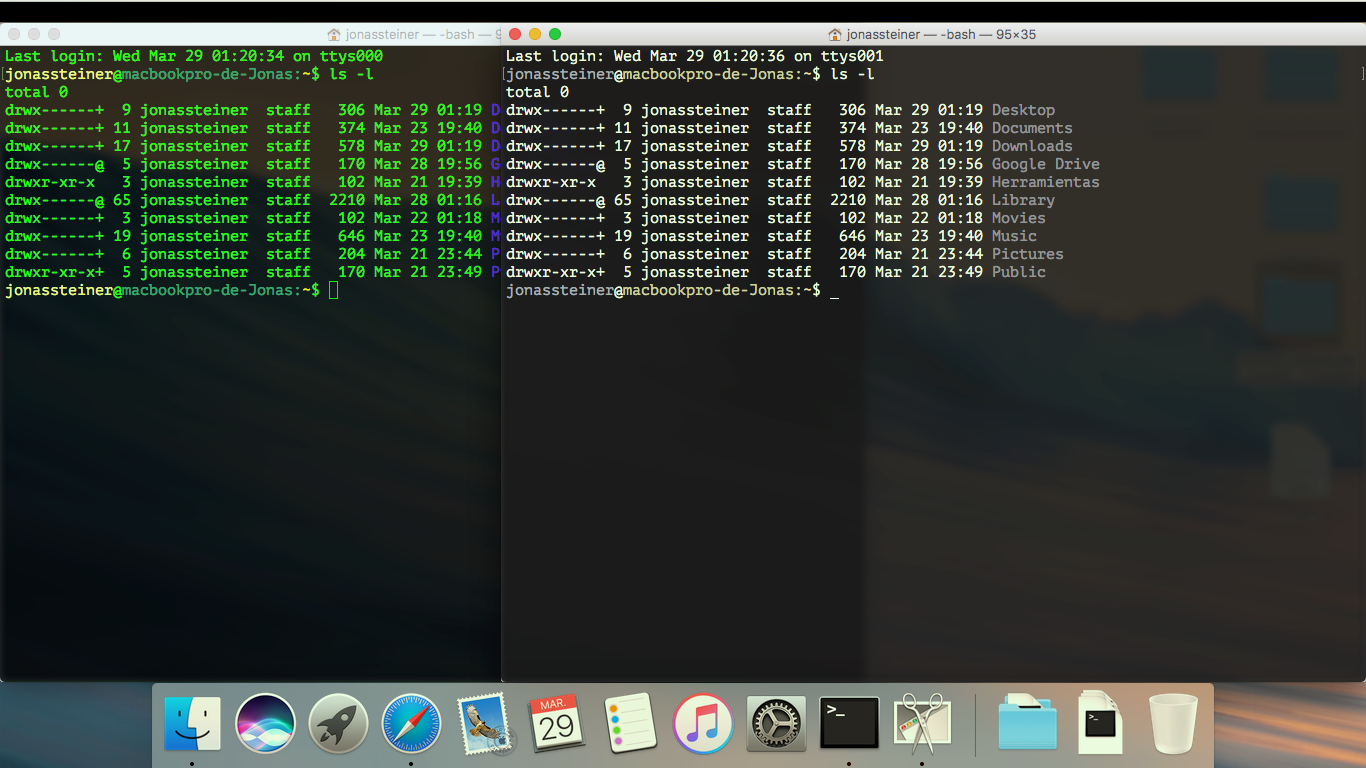 jonassteiner — -bash — 9
Last login: Wed Mar 29 01:20:34 on ttys000
[jonassteiner@macbookpro-de-Jonas:~$ ls -l
total 0
drwx------+  9 jonassteiner  staff   306 Mar 29 01:19 D
drwx------+ 11 jonassteiner  staff   374 Mar 23 19:40 D
drwx------+ 17 jonassteiner  staff   578 Mar 29 01:19 D
drwx------@  5 jonassteiner  staff   170 Mar 28 19:56 G
drwxr-xr-x   3 jonassteiner  staff   102 Mar 21 19:39 H
drwx------@ 65 jonassteiner  staff  2210 Mar 28 01:16 L
drwx------+  3 jonassteiner  staff   102 Mar 22 01:18 M
drwx------+ 19 jonassteiner  staff   646 Mar 23 19:40 M
drwx------+  6 jonassteiner  staff   204 Mar 21 23:44 P
drwxr-xr-x+  5 jonassteiner  staff   170 Mar 21 23:49 P
jonassteiner@macbookpro-de-Jonas:~$
jonassteiner — -bash — 95×35
Last login: Wed Mar 29 01:20:36 on ttys001
[jonassteiner@macbookpro-de-Jonas:~$ ls -l ]
total 0
drwx------+  9 jonassteiner  staff   306 Mar 29 01:19 Desktop
drwx------+ 11 jonassteiner  staff   374 Mar 23 19:40 Documents
drwx------+ 17 jonassteiner  staff   578 Mar 29 01:19 Downloads
drwx------@  5 jonassteiner  staff   170 Mar 28 19:56 Google Drive
drwxr-xr-x   3 jonassteiner  staff   102 Mar 21 19:39 Herramientas
drwx------@ 65 jonassteiner  staff  2210 Mar 28 01:16 Library
drwx------+  3 jonassteiner  staff   102 Mar 22 01:18 Movies
drwx------+ 19 jonassteiner  staff   646 Mar 23 19:40 Music
drwx------+  6 jonassteiner  staff   204 Mar 21 23:44 Pictures
drwxr-xr-x+  5 jonassteiner  staff   170 Mar 21 23:49 Public
jonassteiner@macbookpro-de-Jonas:~$ _
MAR.
29
>_
>_